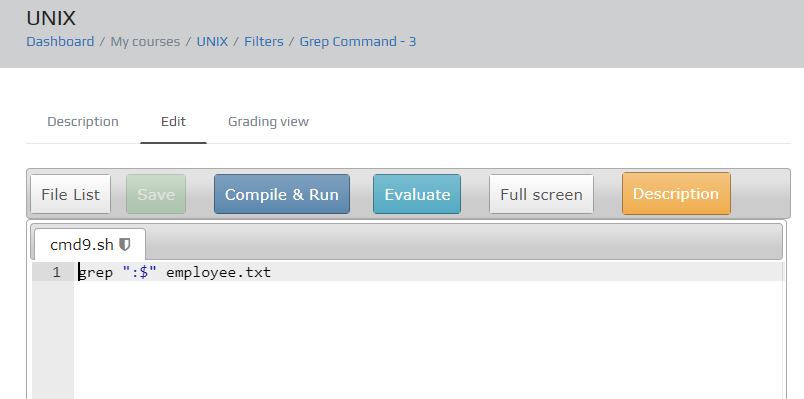 UNIX
Dashboard / My courses / UNIX / Filters / Grep Command - 3
Description Edit Grading view
File List Save Compile & Run Evaluate Full screen Description
cmd9.sh
1 grep ":$" employee.txt